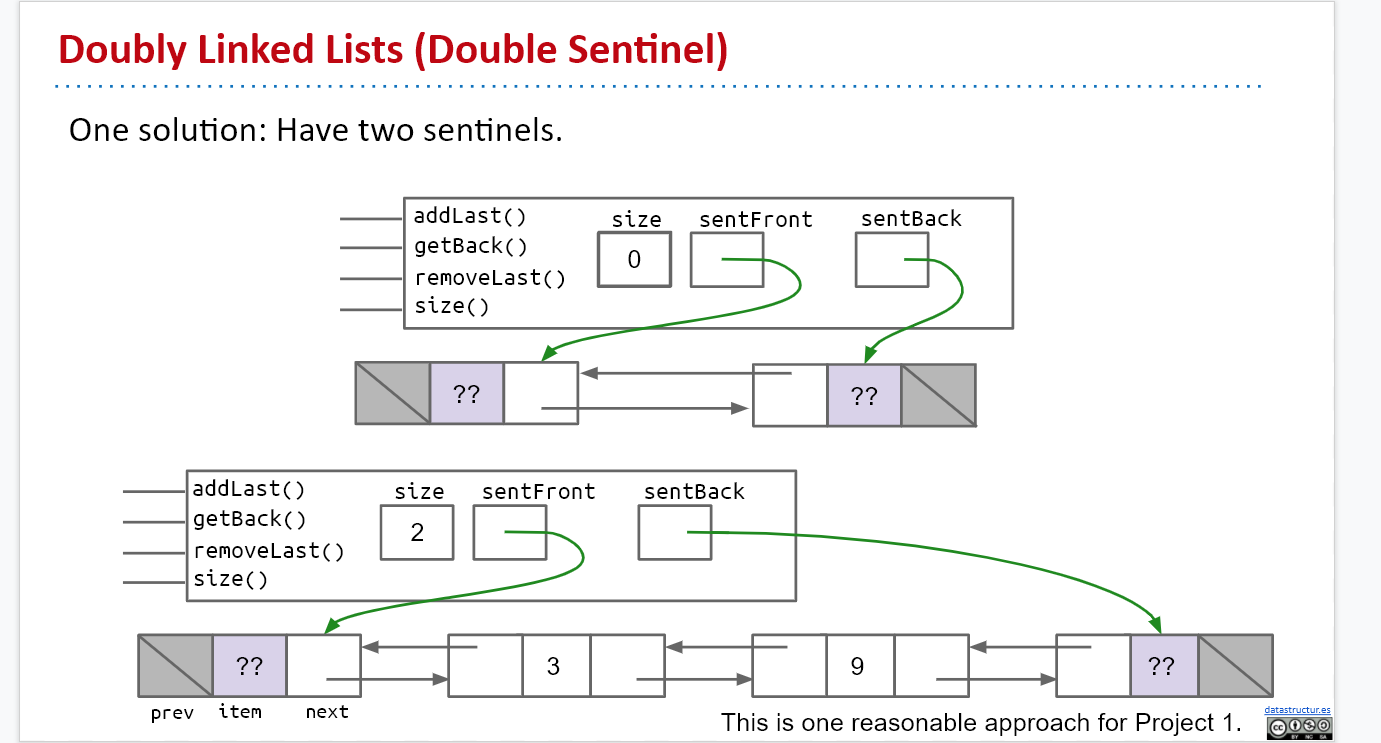 Doubly Linked Lists (Double Sentinel)
One solution: Have two sentinels.
addLast()
getBack()
removeLast()
size()
size
sentFront
sentBack
0
??
??
addLast()
getBack()
removeLast()
size()
size
sentFront
sentBack
2
??
3
9
??
prev
item
next
This is one reasonable approach for Project 1.
datastructur.es
cc
BY NC SA